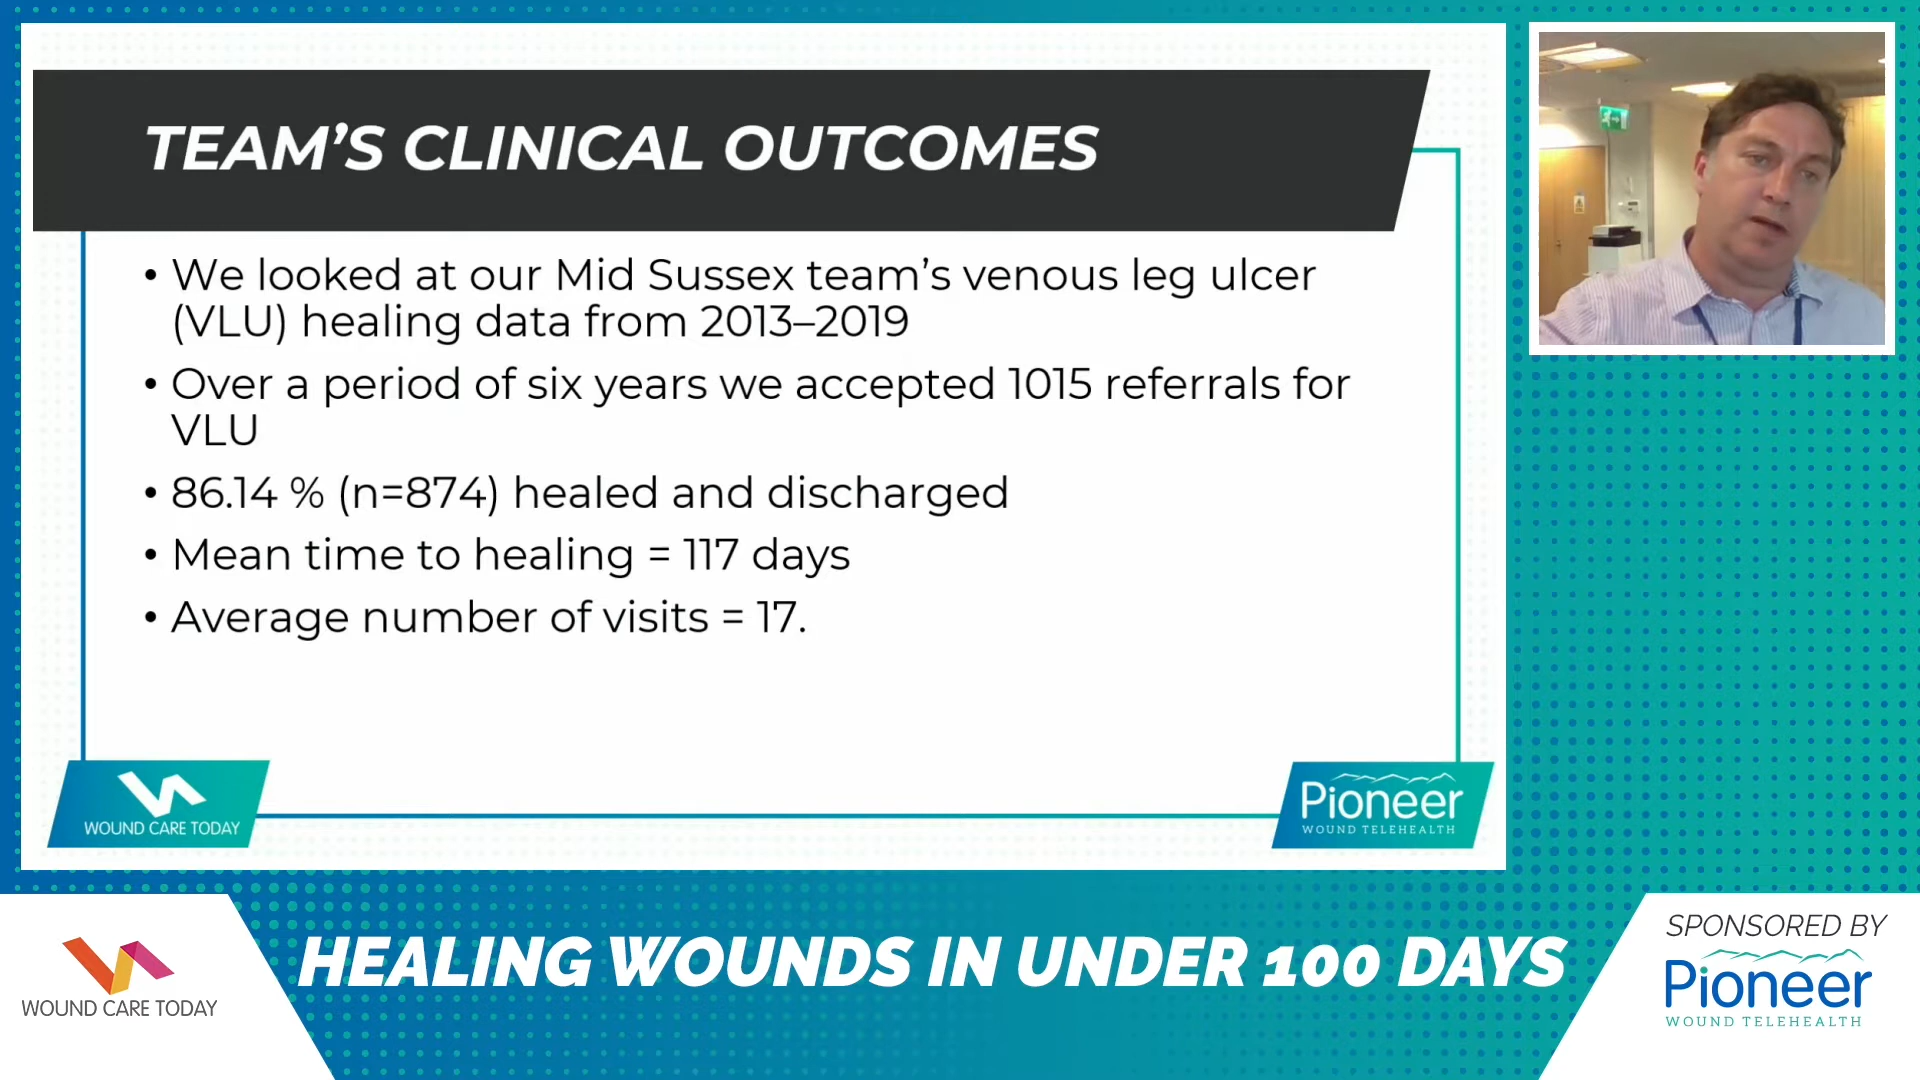 TEAM’S CLINICAL OUTCOMES
• We looked at our Mid Sussex team’s venous leg ulcer
(VLU) healing data from 2013–2019
• Over a period of six years we accepted 1015 referrals for
VLU
• 86.14 % (n=874) healed and discharged
• Mean time to healing = 117 days
• Average number of visits = 17.
WOUND CARE TODAY
Pioneer
WOUND TELEHEALTH
WOUND CARE TODAY
HEALING WOUNDS IN UNDER 100 DAYS
SPONSORED BY
Pioneer
WOUND TELEHEALTH